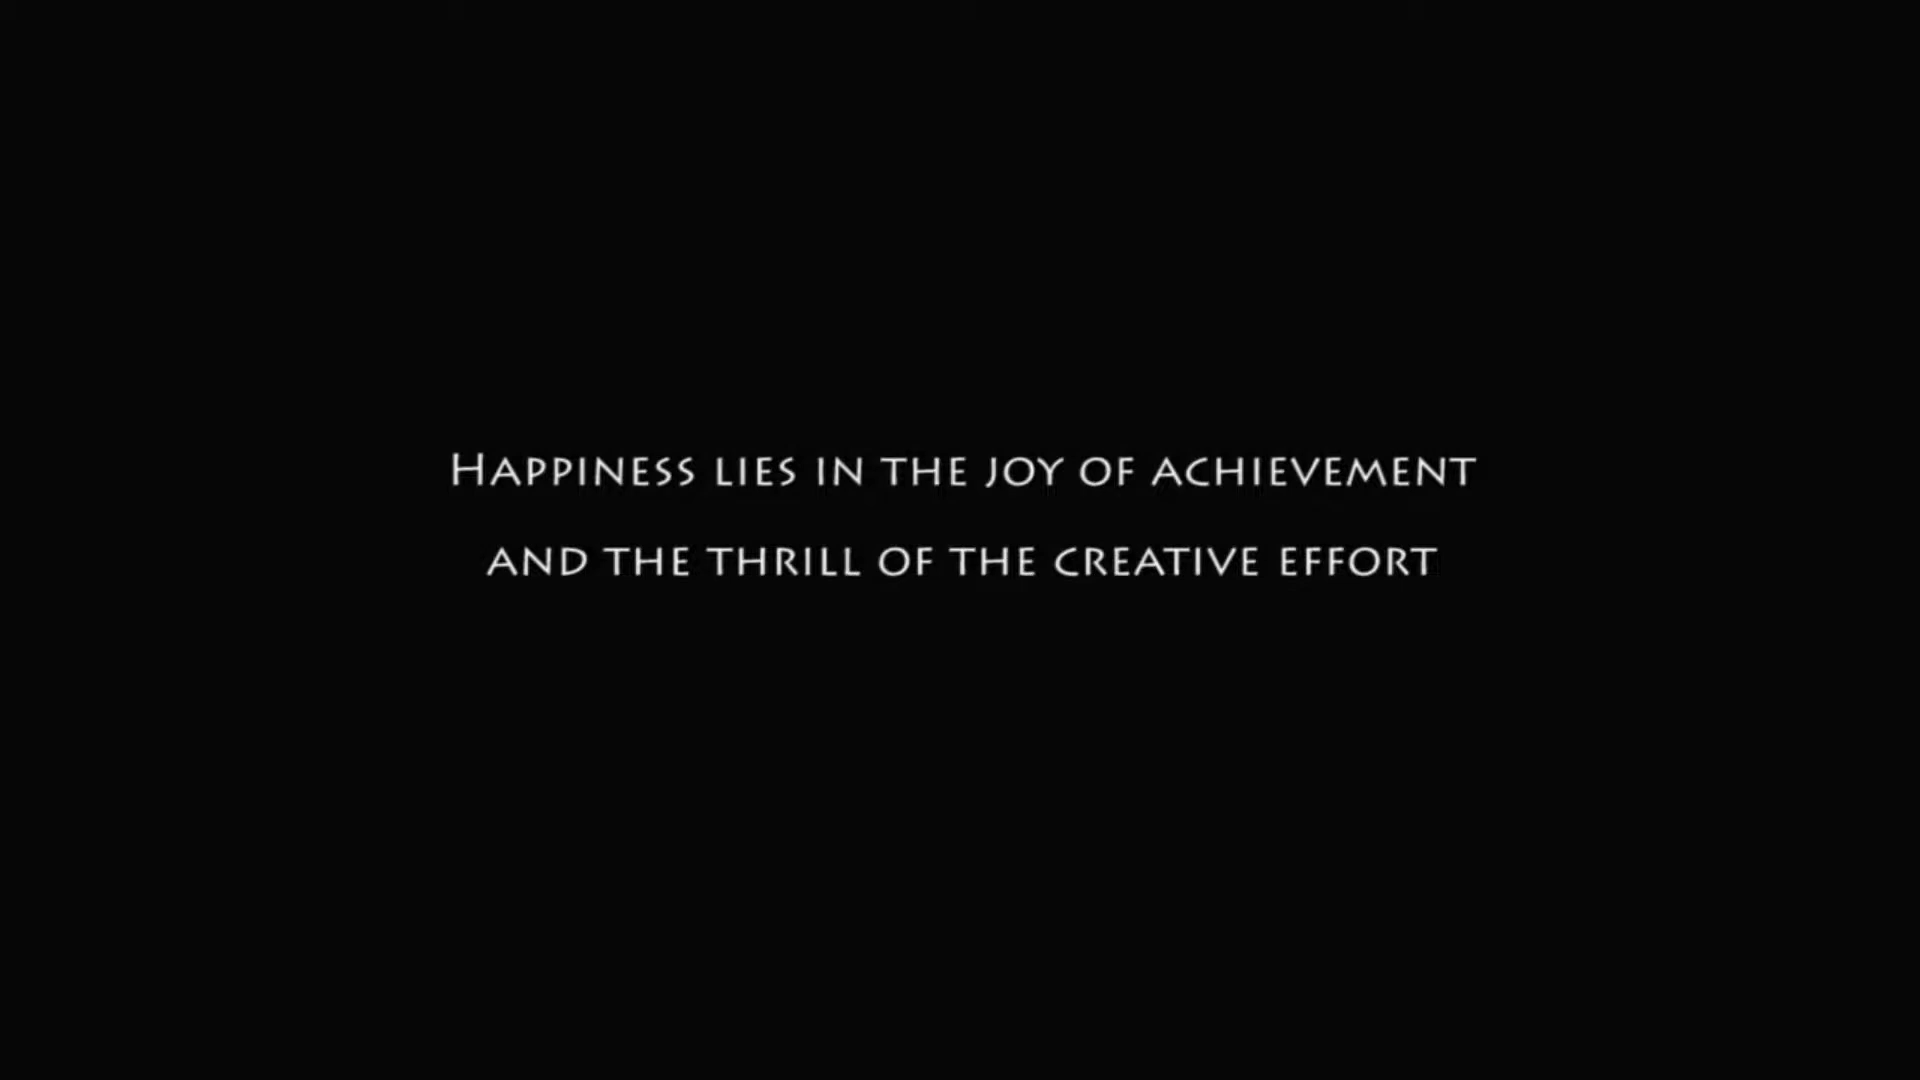 Happiness lies in the joy of achievement
and the thrill of the creative effort